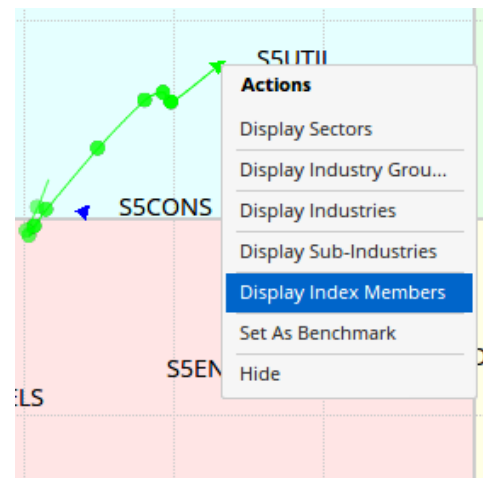 S5UTIL
Actions
Display Sectors
Display Industry Grou...
Display Industries
S5CONS
Display Sub-Industries
Display Index Members
Set As Benchmark
S5EN
Hide
ELS